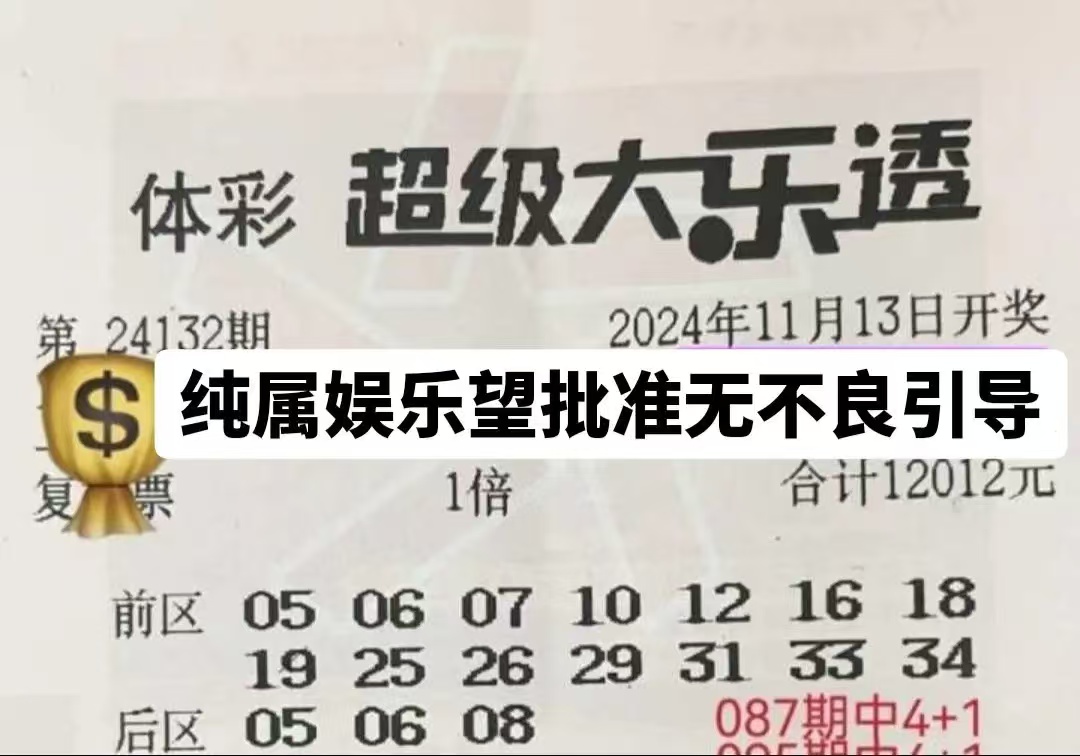 体彩 超级大乐透
第 24132期 2024年11月13日开奖
$ 纯属娱乐望批准无不良引导
复 票 1倍 合计12012元
前区 05 06 07 10 12 16 18
19 25 26 29 31 33 34
后区 05 06 08 087期中4+1